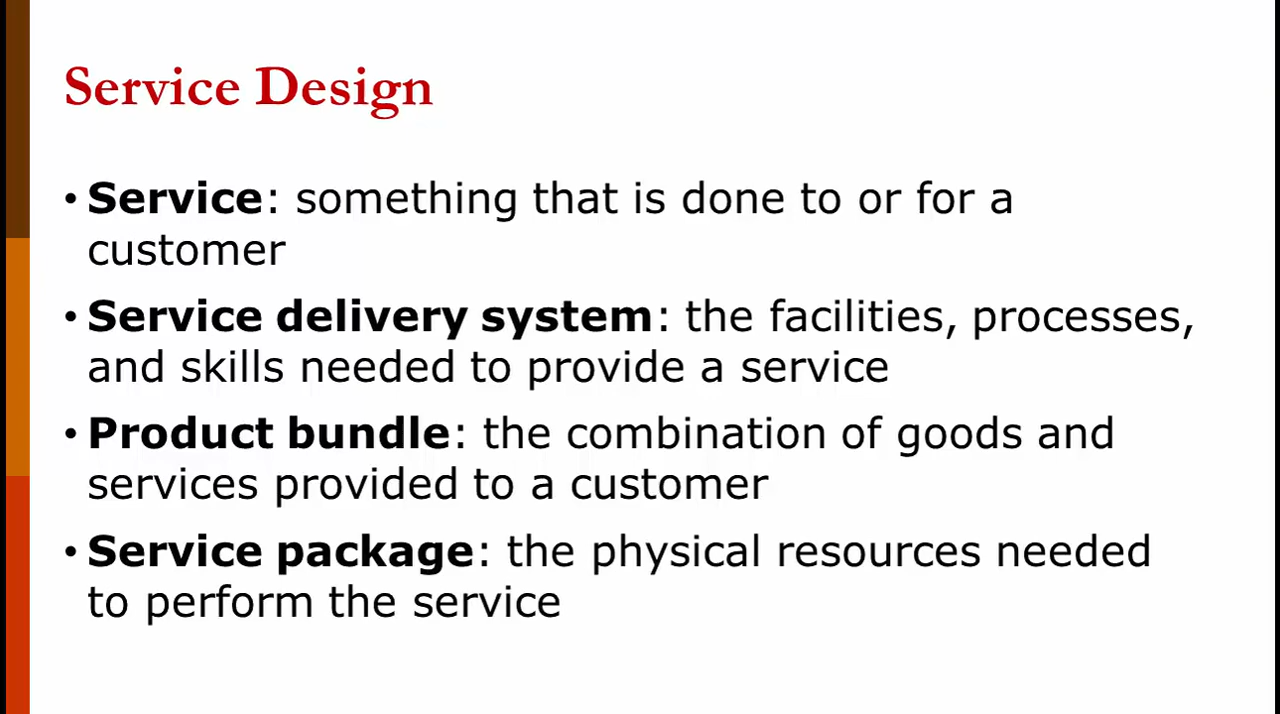 Service Design
• Service: something that is done to or for a
customer
• Service delivery system: the facilities, processes,
and skills needed to provide a service
• Product bundle: the combination of goods and
services provided to a customer
• Service package: the physical resources needed
to perform the service